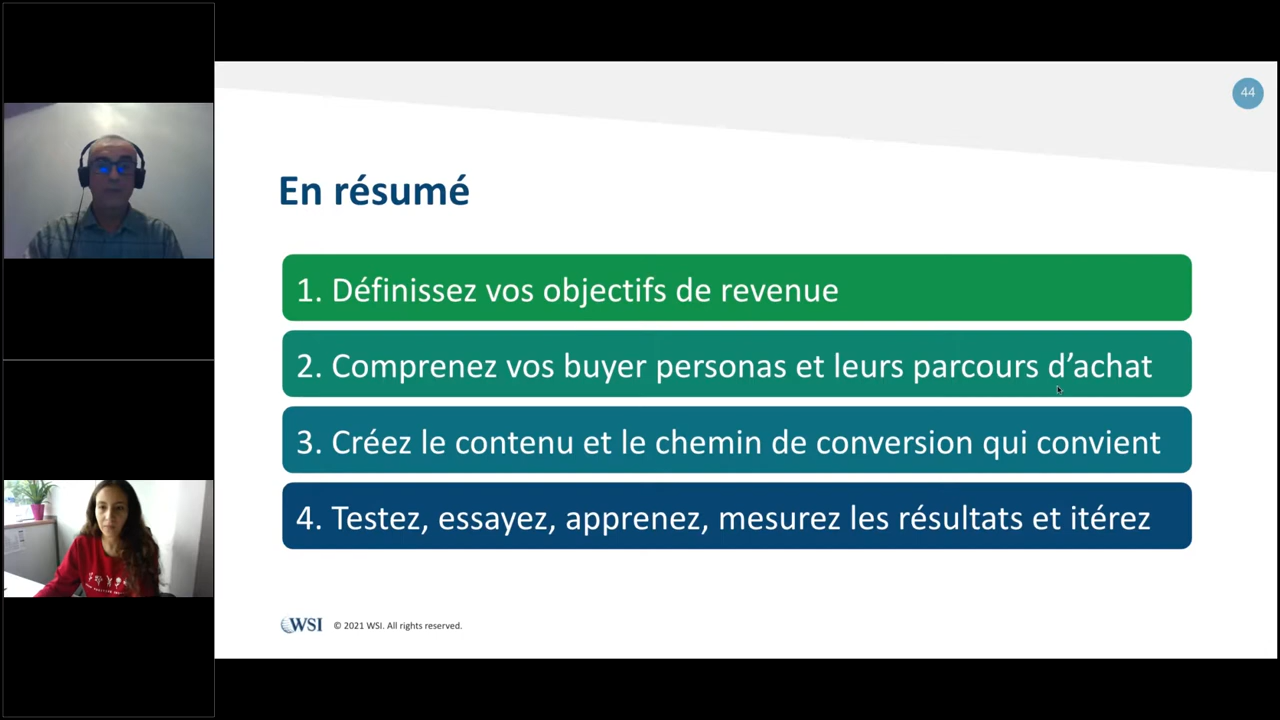 44
En résumé
1. Définissez vos objectifs de revenue
2. Comprenez vos buyer personas et leurs parcours d’achat
3. Créez le contenu et le chemin de conversion qui convient
4. Testez, essayez, apprenez, mesurez les résultats et itérez
WSI © 2021 WSI. All rights reserved.